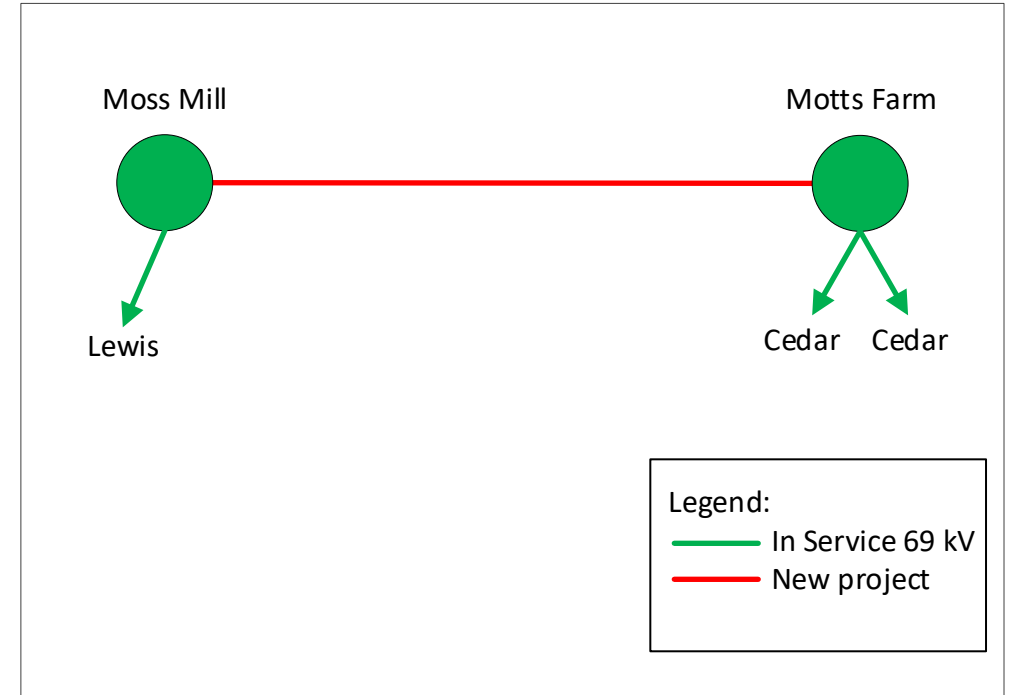 Moss Mill
Motts Farm
Lewis
Cedar
Cedar
Legend:
In Service 69 kV
New project